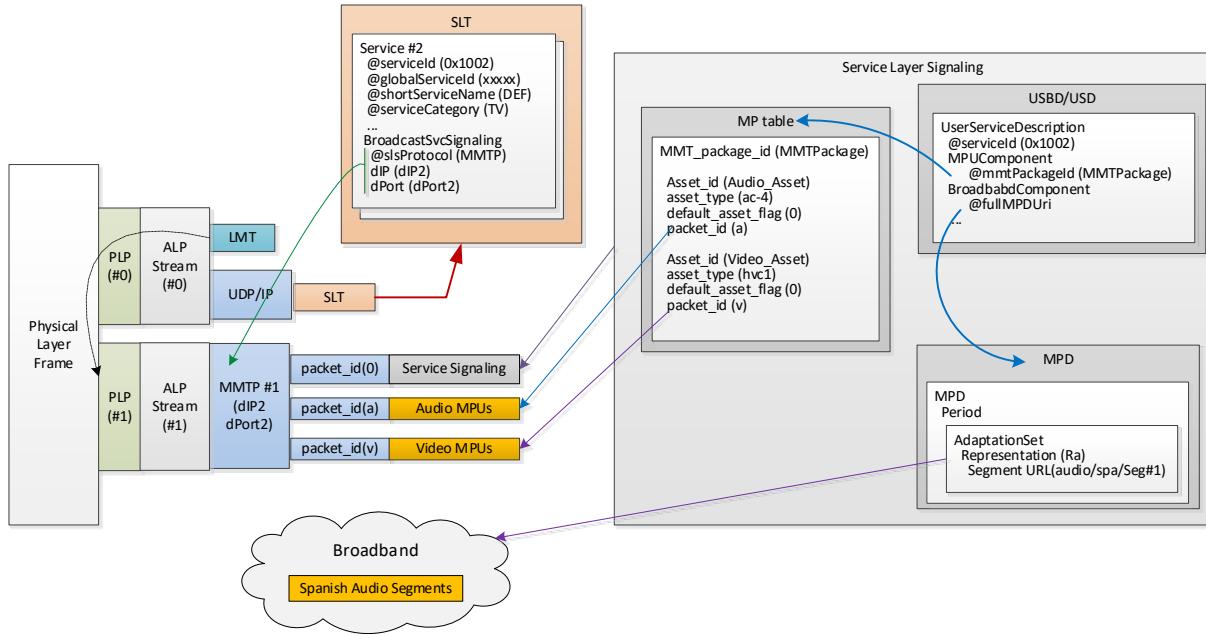 SLT
Service #2
@serviceId (0x1002)
@globalServiceId (xxxxx)
@shortServiceName (DEF)
@serviceCategory (TV)
...
BroadcastSvcSignaling
@slsProtocol (MMTP)
dIP (dIP2)
dPort (dPort2)
Service Layer Signaling
MP table
MMT_package_id (MMTPackage)
Asset_id (Audio_Asset)
asset_type (ac-4)
default_asset_flag (0)
packet_id (a)
Asset_id (Video_Asset)
asset_type (hvc1)
default_asset_flag (0)
packet_id (v)
USBD/USD
UserServiceDescription
@serviceId (0x1002)
MPUComponent
@mmtPackageId (MMTPackage)
BroadbabdComponent
@fullMPDUri
...
MPD
MPD
Period
AdaptationSet
Representation (Ra)
Segment URL(audio/spa/Seg#1)
Physical
Layer
Frame
PLP
(#0)
ALP
Stream
(#0)
LMT
UDP/IP
SLT
PLP
(#1)
ALP
Stream
(#1)
MMTP #1
(dIP2
dPort2)
packet_id(0)
Service Signaling
packet_id(a)
Audio MPUs
packet_id(v)
Video MPUs
Broadband
Spanish Audio Segments